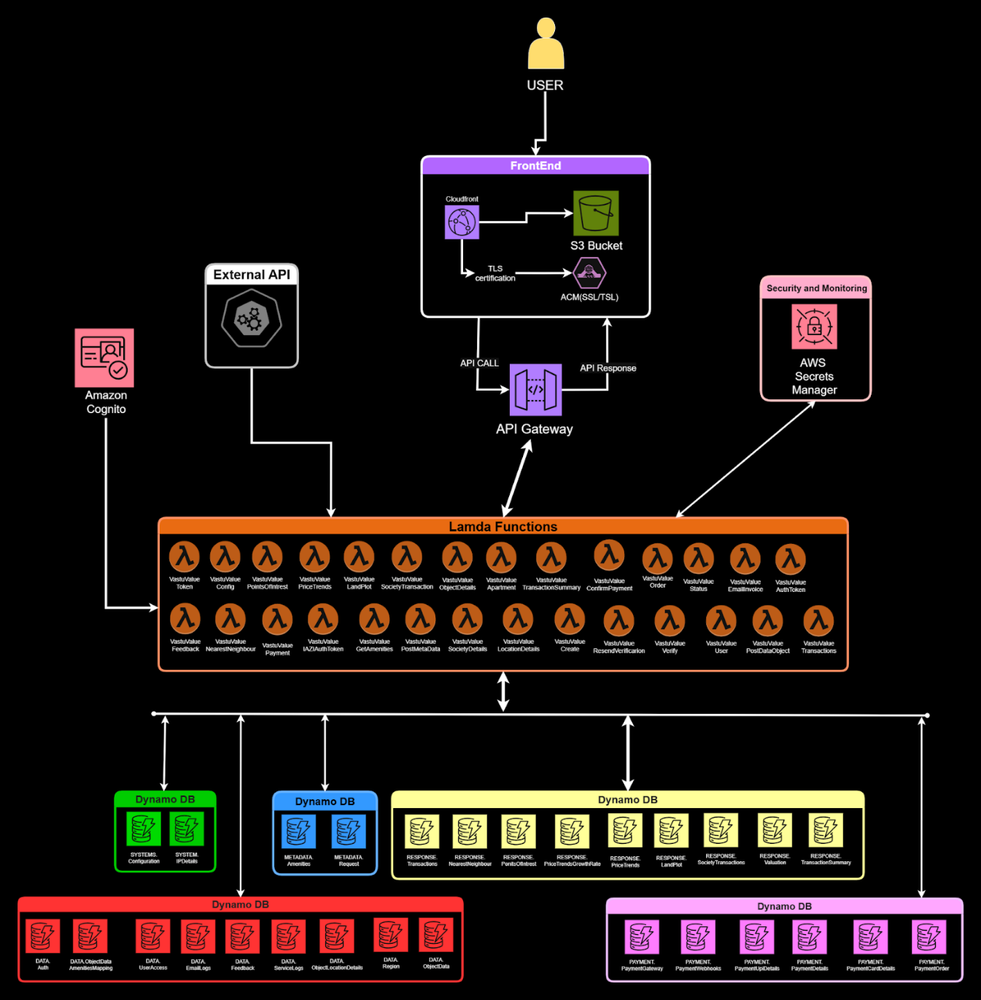 USER
FrontEnd
Cloudfront
S3 Bucket
TLS
certification
ACM(SSL/TSL)
External API
Security and Monitoring
AWS
Secrets
Manager
Amazon
Cognito
API CALL
API Response
API Gateway
Lamda Functions
VastuValue
Token
VastuValue
Config
VastuValue
PointsOfIntrest
VastuValue
PriceTrends
VastuValue
LandPlot
VastuValue
SocietyTransaction
VastuValue
ObjectDetails
VastuValue
Apartment
VastuValue
TransactionSummary
VastuValue
ConfirmPayment
VastuValue
Order
VastuValue
Status
VastuValue
EmailInvoice
VastuValue
AuthToken
VastuValue
Feedback
VastuValue
NearestNeighbour
VastuValue
Payment
VastuValue
IAZIAuthToken
VastuValue
GetAmenities
VastuValue
PostMetaData
VastuValue
SocietyDetails
VastuValue
LocationDetails
VastuValue
Create
VastuValue
ResendVerificarion
VastuValue
Verify
VastuValue
User
VastuValue
PostDataObject
VastuValue
Transactions
Dynamo DB
SYSTEMS.
Configuration
SYSTEM.
IPDetails
Dynamo DB
METADATA.
Amenities
METADATA.
Request
Dynamo DB
RESPONSE.
Transactions
RESPONSE.
NearestNeighbour
RESPONSE.
PonitsOfIntrest
RESPONSE.
PriceTrendsGrowthRate
RESPONSE.
PriceTrends
RESPONSE.
LandPlot
RESPONSE.
SocietyTransactions
RESPONSE.
Valuation
RESPONSE.
TransactionSummary
Dynamo DB
DATA.
Auth
DATA.ObjectData
AmenitiesMapping
DATA.
UserAccess
DATA.
EmailLogs
DATA.
Feedback
DATA.
ServiceLogs
DATA.
ObjectLocationDetails
DATA.
Region
DATA.
ObjectData
Dynamo DB
PAYMENT.
PaymentGateway
PAYMENT.
PaymentWebhooks
PAYMENT.
PaymentUpiDetails
PAYMENT.
PaymentDetails
PAYMENT.
PaymentCardDetails
PAYMENT.
PaymentOrder